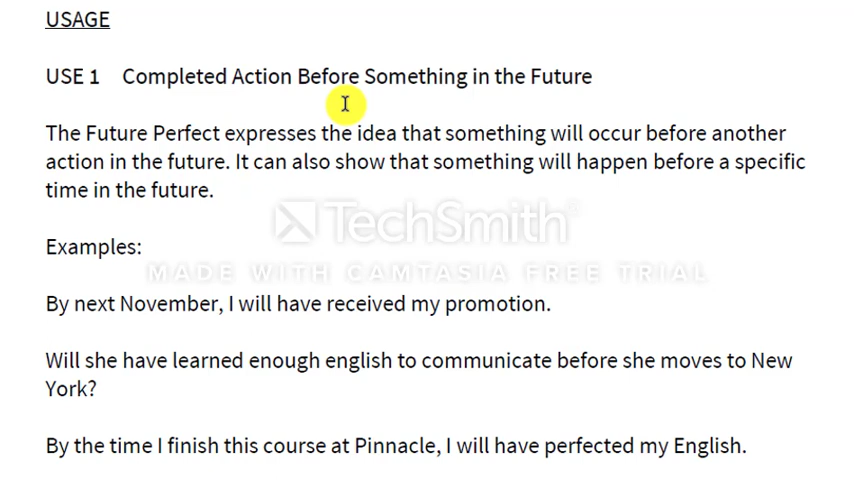 USAGE
USE 1 Completed Action Before Something in the Future
The Future Perfect expresses the idea that something will occur before another
action in the future. It can also show that something will happen before a specific
time in the future.
TechSmith
Examples:
MADE WITH CAMTASIA FREE TRIAL
By next November, I will have received my promotion.
Will she have learned enough english to communicate before she moves to New
York?
By the time I finish this course at Pinnacle, I will have perfected my English.